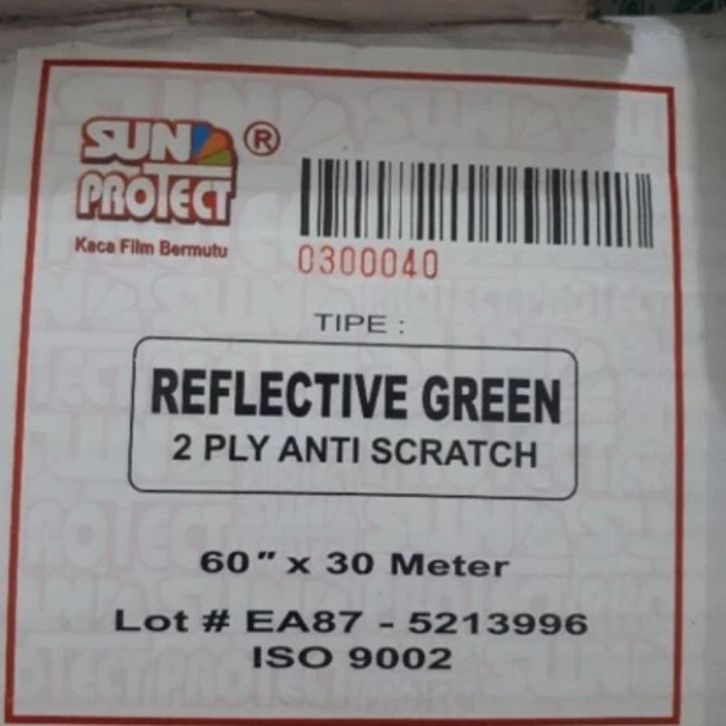 SUN
PROTECT
®
Kaca Film Bermutu
0300040
TIPE :
REFLECTIVE GREEN
2 PLY ANTI SCRATCH
60" x 30 Meter
Lot # EA87 - 5213996
ISO 9002